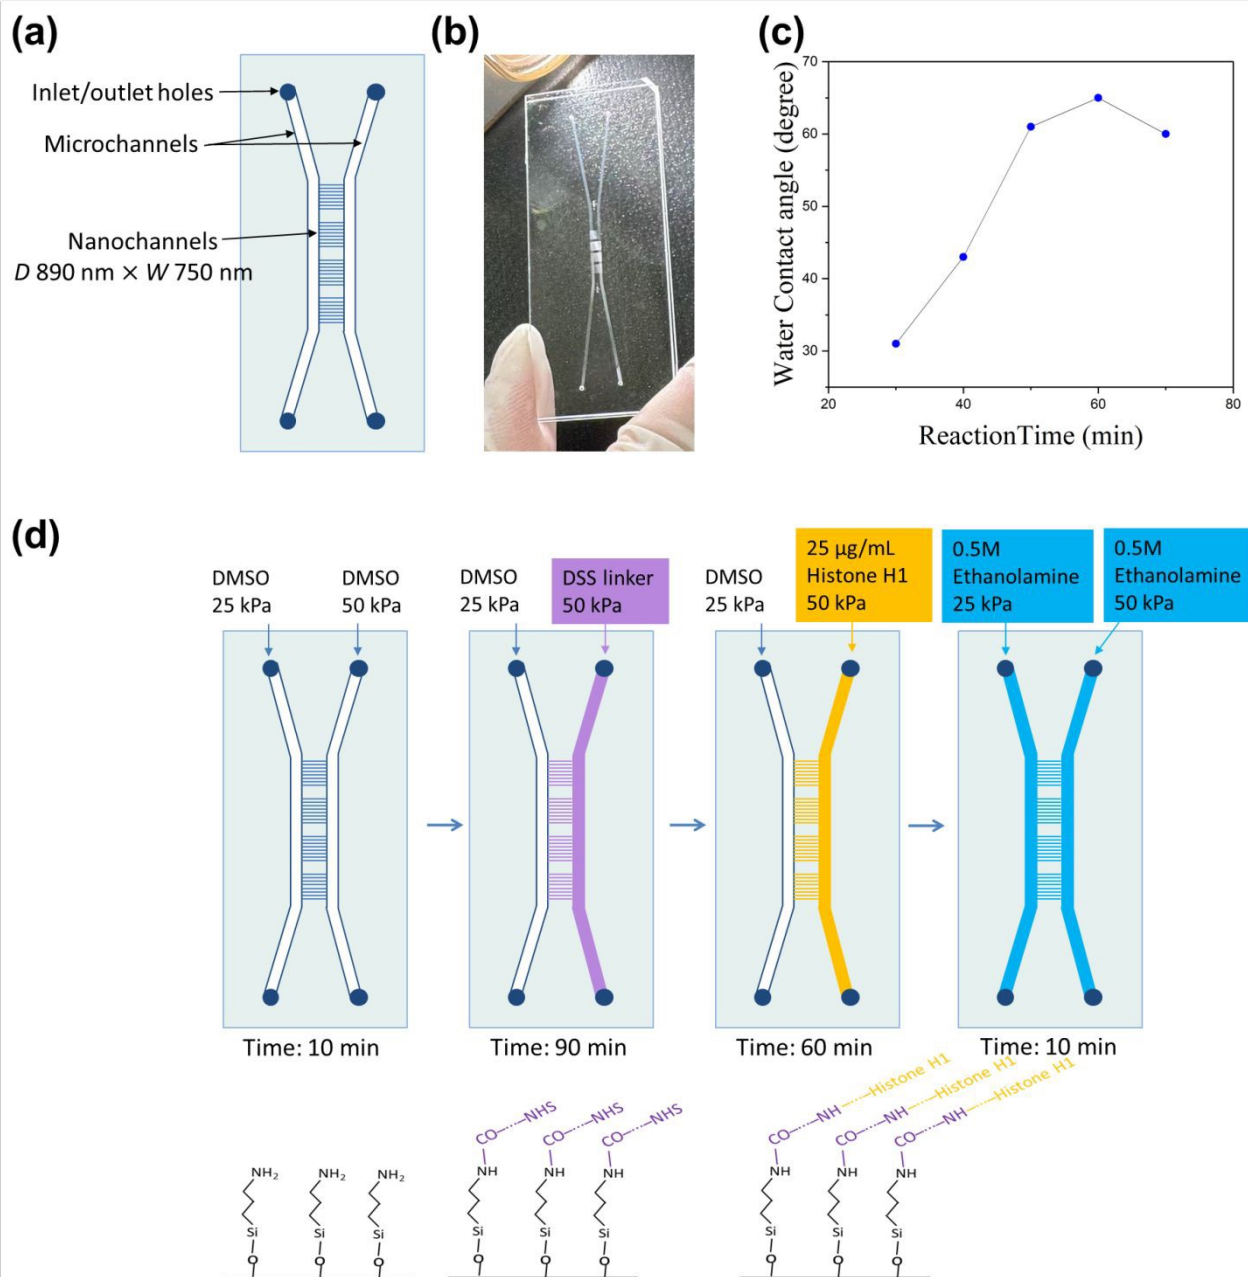 (a)
Inlet/outlet holes
Microchannels
Nanochannels
D 890 nm × W 750 nm
(b)
(c)
70
60
50
40
30
20
40
60
80
Water Contact angle (degree)
ReactionTime (min)
(d)
DMSO
25 kPa
DMSO
50 kPa
DMSO
25 kPa
DSS linker
50 kPa
DMSO
25 kPa
25 µg/mL
Histone H1
50 kPa
0.5M
Ethanolamine
25 kPa
0.5M
Ethanolamine
50 kPa
Time: 10 min
Time: 90 min
Time: 60 min
Time: 10 min
NH₂
NH₂
NH₂
Si
Si
Si
O
O
O
CO NHS
CO NHS
CO NHS
NH
NH
NH
Si
Si
Si
O
O
O
CO NH Histone H1
CO NH Histone H1
CO NH Histone H1
NH
NH
NH
Si
Si
Si
O
O
O